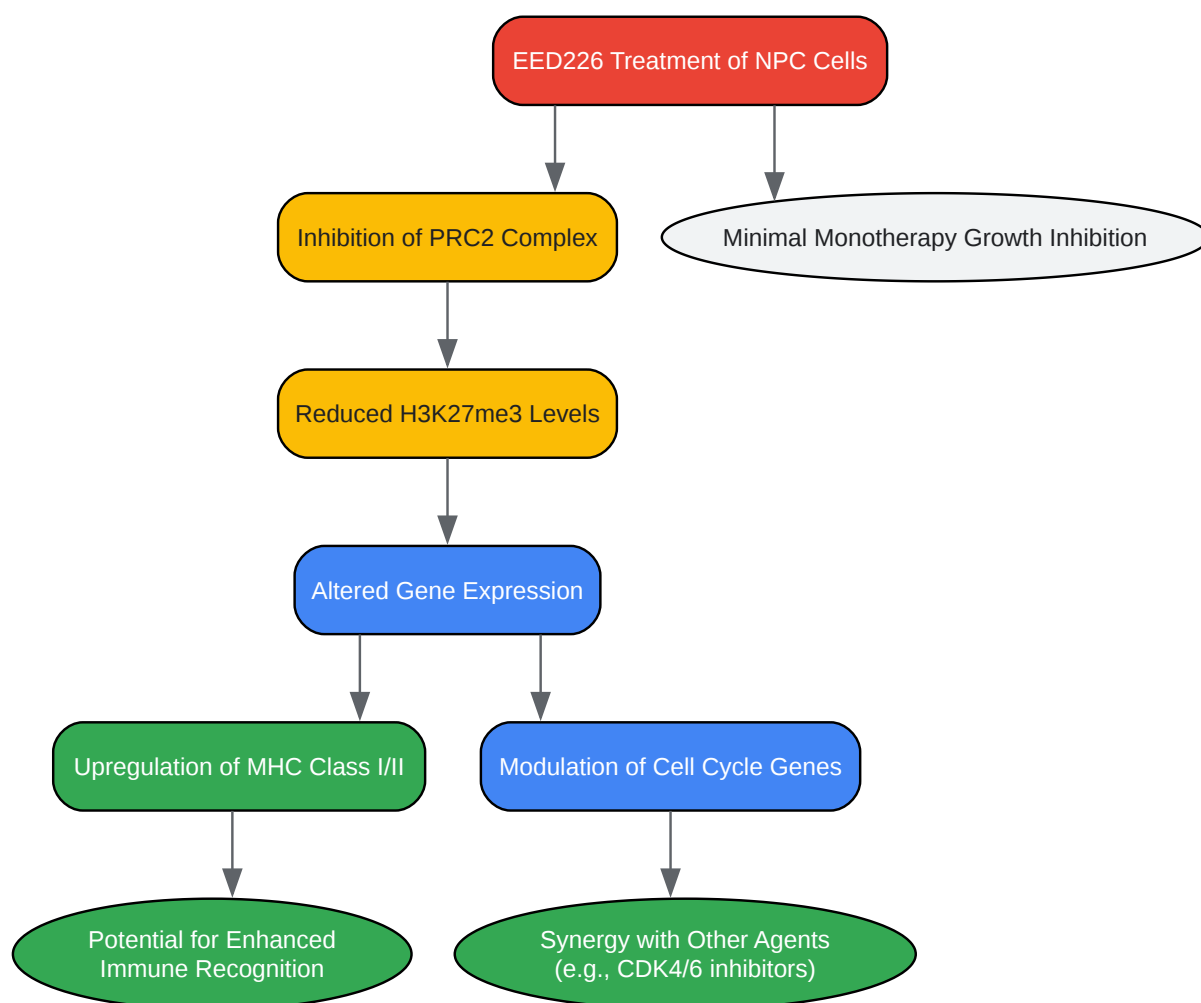 EED226 Treatment of NPC Cells
Inhibition of PRC2 Complex
Minimal Monotherapy Growth Inhibition
Reduced H3K27me3 Levels
Altered Gene Expression
Upregulation of MHC Class I/II
Modulation of Cell Cycle Genes
Potential for Enhanced
Immune Recognition
Synergy with Other Agents
(e.g., CDK4/6 inhibitors)